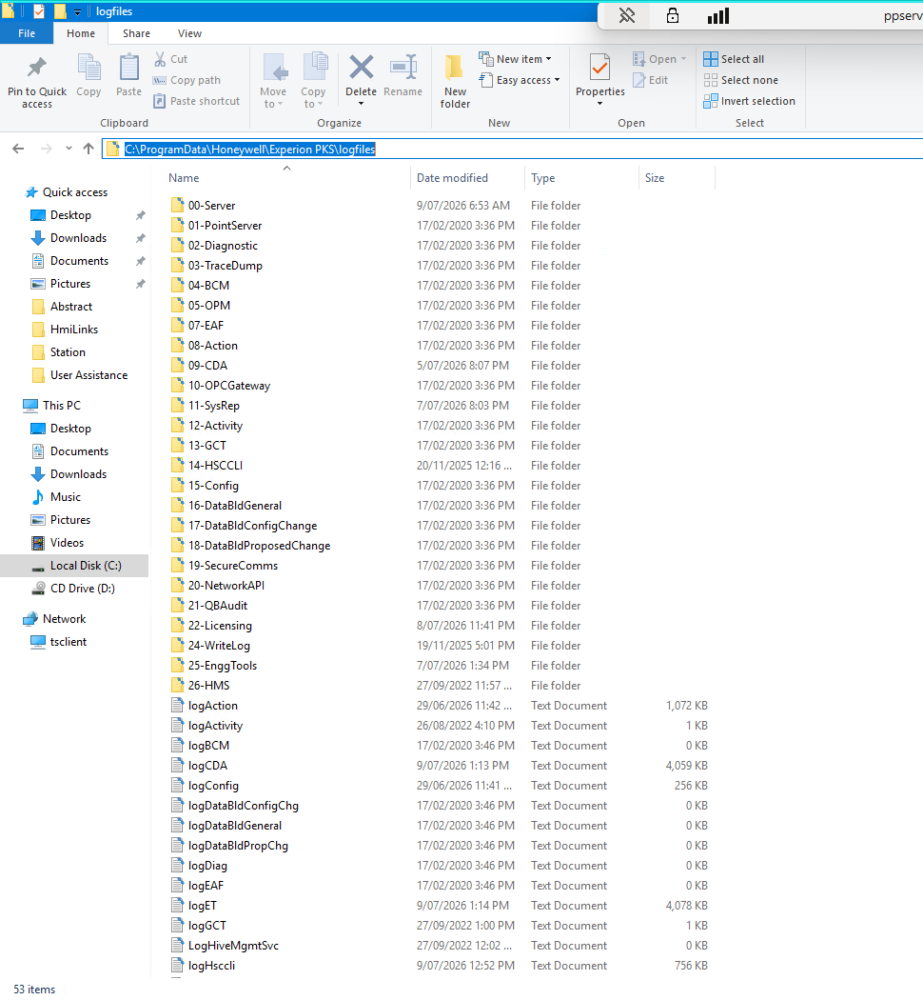 logfiles
ppserv
File Home Share View
Pin to Quick access
Copy
Paste
Cut
Copy path
Paste shortcut
Clipboard
Move to
Copy to
Delete
Rename
Organize
New folder
New item
Easy access
New
Properties
Open
Edit
Open
Select all
Select none
Invert selection
Select
C:\ProgramData\Honeywell\Experion PKS\logfiles
Quick access
Desktop
Downloads
Documents
Pictures
Abstract
HmiLinks
Station
User Assistance
This PC
Desktop
Documents
Downloads
Music
Pictures
Videos
Local Disk (C:)
CD Drive (D:)
Network
tsclient
Name Date modified Type Size
00-Server 9/07/2026 6:53 AM File folder
01-PointServer 17/02/2020 3:36 PM File folder
02-Diagnostic 17/02/2020 3:36 PM File folder
03-TraceDump 17/02/2020 3:36 PM File folder
04-BCM 17/02/2020 3:36 PM File folder
05-OPM 17/02/2020 3:36 PM File folder
07-EAF 17/02/2020 3:36 PM File folder
08-Action 17/02/2020 3:36 PM File folder
09-CDA 5/07/2026 8:07 PM File folder
10-OPCGateway 17/02/2020 3:36 PM File folder
11-SysRep 7/07/2026 8:03 PM File folder
12-Activity 17/02/2020 3:36 PM File folder
13-GCT 17/02/2020 3:36 PM File folder
14-HSCCLI 20/11/2025 12:16 ... File folder
15-Config 17/02/2020 3:36 PM File folder
16-DataBldGeneral 17/02/2020 3:36 PM File folder
17-DataBldConfigChange 17/02/2020 3:36 PM File folder
18-DataBldProposedChange 17/02/2020 3:36 PM File folder
19-SecureComms 17/02/2020 3:36 PM File folder
20-NetworkAPI 17/02/2020 3:36 PM File folder
21-QBAudit 17/02/2020 3:36 PM File folder
22-Licensing 8/07/2026 11:41 PM File folder
24-WriteLog 19/11/2025 5:01 PM File folder
25-EnggTools 7/07/2026 1:34 PM File folder
26-HMS 27/09/2022 11:57 ... File folder
logAction 29/06/2026 11:42 ... Text Document 1,072 KB
logActivity 26/08/2022 4:10 PM Text Document 1 KB
logBCM 17/02/2020 3:46 PM Text Document 0 KB
logCDA 9/07/2026 1:13 PM Text Document 4,059 KB
logConfig 29/06/2026 11:41 ... Text Document 256 KB
logDataBldConfigChg 17/02/2020 3:46 PM Text Document 0 KB
logDataBldGeneral 17/02/2020 3:46 PM Text Document 0 KB
logDataBldPropChg 17/02/2020 3:46 PM Text Document 0 KB
logDiag 17/02/2020 3:46 PM Text Document 0 KB
logEAF 17/02/2020 3:46 PM Text Document 0 KB
logET 9/07/2026 1:14 PM Text Document 4,078 KB
logGCT 27/09/2022 1:00 PM Text Document 1 KB
LogHiveMgmtSvc 27/09/2022 12:02 ... Text Document 0 KB
logHsccli 9/07/2026 12:52 PM Text Document 756 KB
53 items